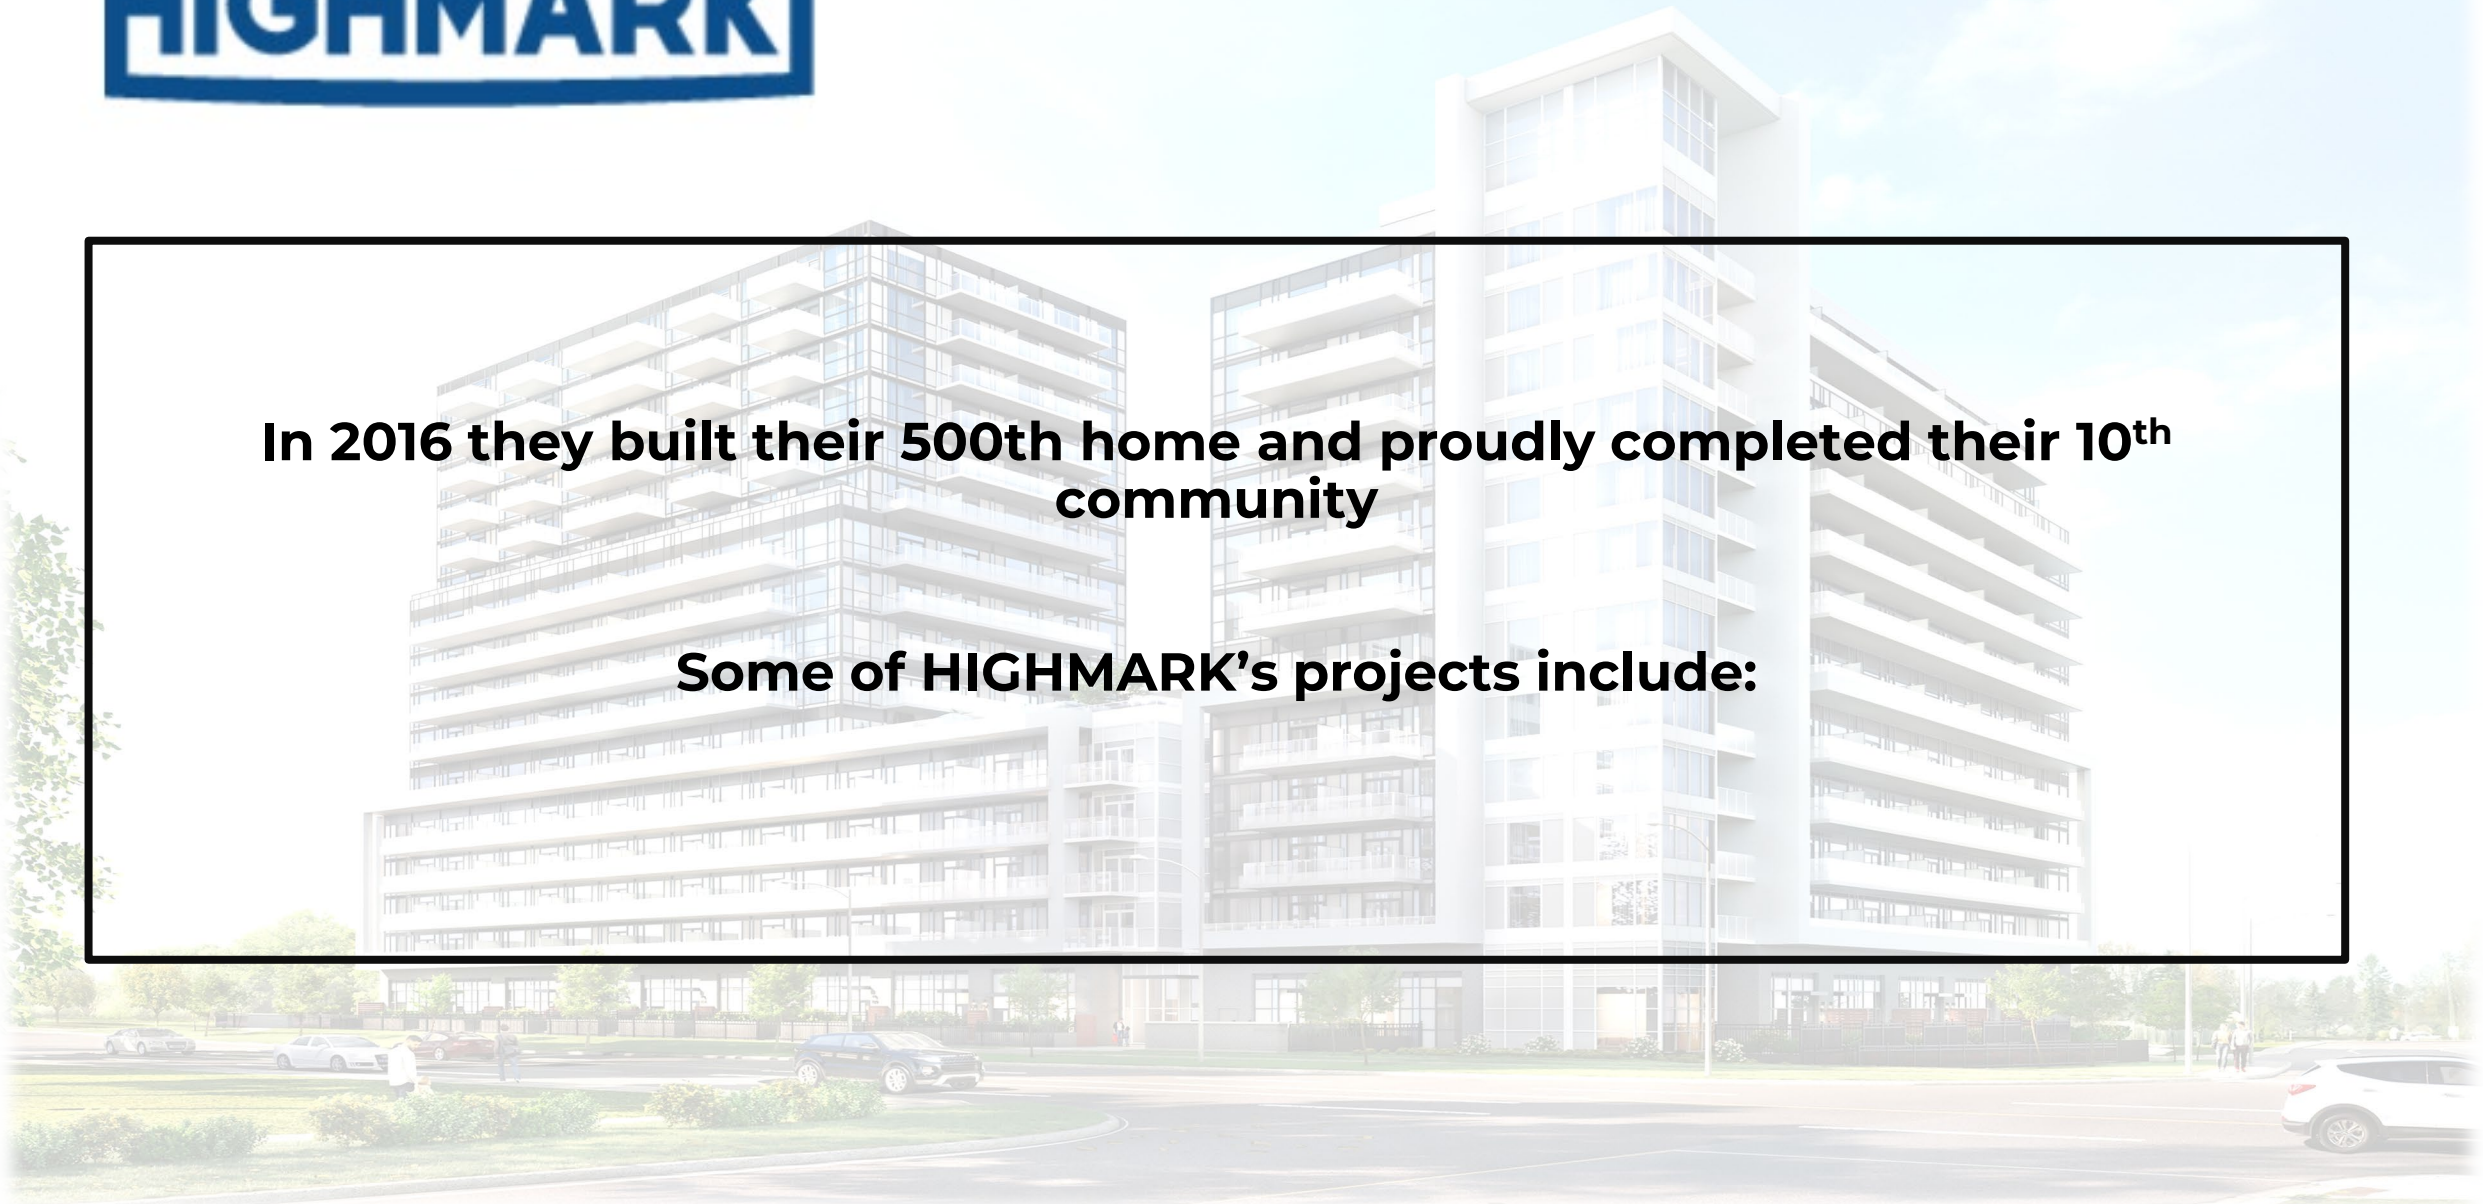 HIGHMARK
In 2016 they built their 500th home and proudly completed their 10th
community
Some of HIGHMARK’s projects include: